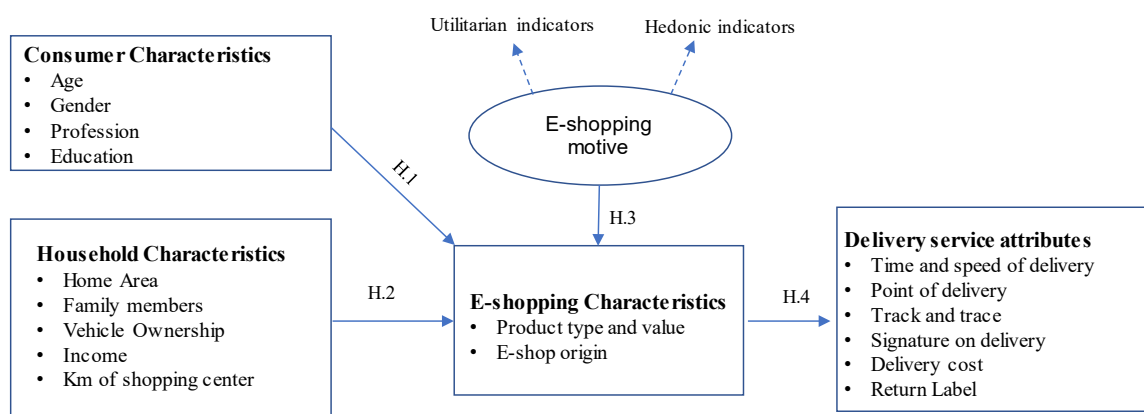 Utilitarian indicators
Hedonic indicators
Consumer Characteristics
• Age
• Gender
• Profession
• Education
E-shopping
motive
H.1
H.3
Household Characteristics
• Home Area
• Family members
• Vehicle Ownership
• Income
• Km of shopping center
H.2
E-shopping Characteristics
• Product type and value
• E-shop origin
H.4
Delivery service attributes
• Time and speed of delivery
• Point of delivery
• Track and trace
• Signature on delivery
• Delivery cost
• Return Label